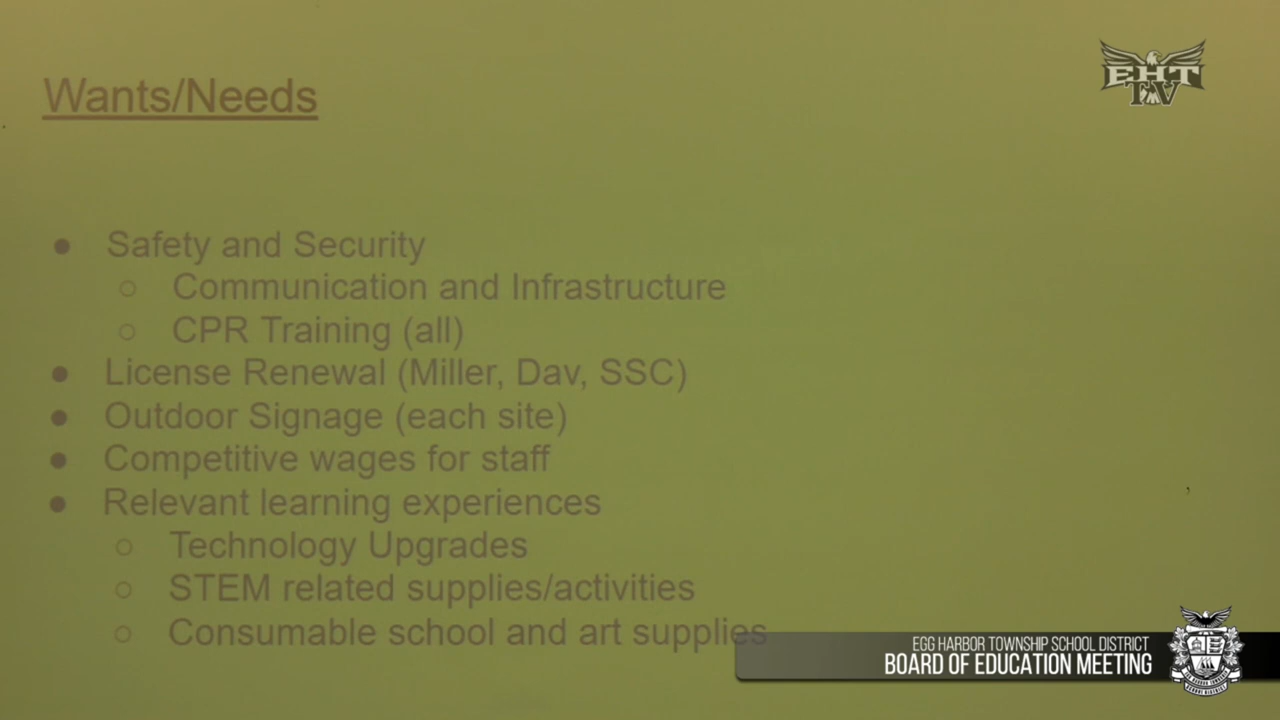 Wants/Needs
EHT
TV
● Safety and Security
○ Communication and Infrastructure
○ CPR Training (all)
● License Renewal (Miller, Dav, SSC)
● Outdoor Signage (each site)
● Competitive wages for staff
● Relevant learning experiences
○ Technology Upgrades
○ STEM related supplies/activities
○ Consumable school and art supplies
EGG HARBOR TOWNSHIP SCHOOL DISTRICT
BOARD OF EDUCATION MEETING